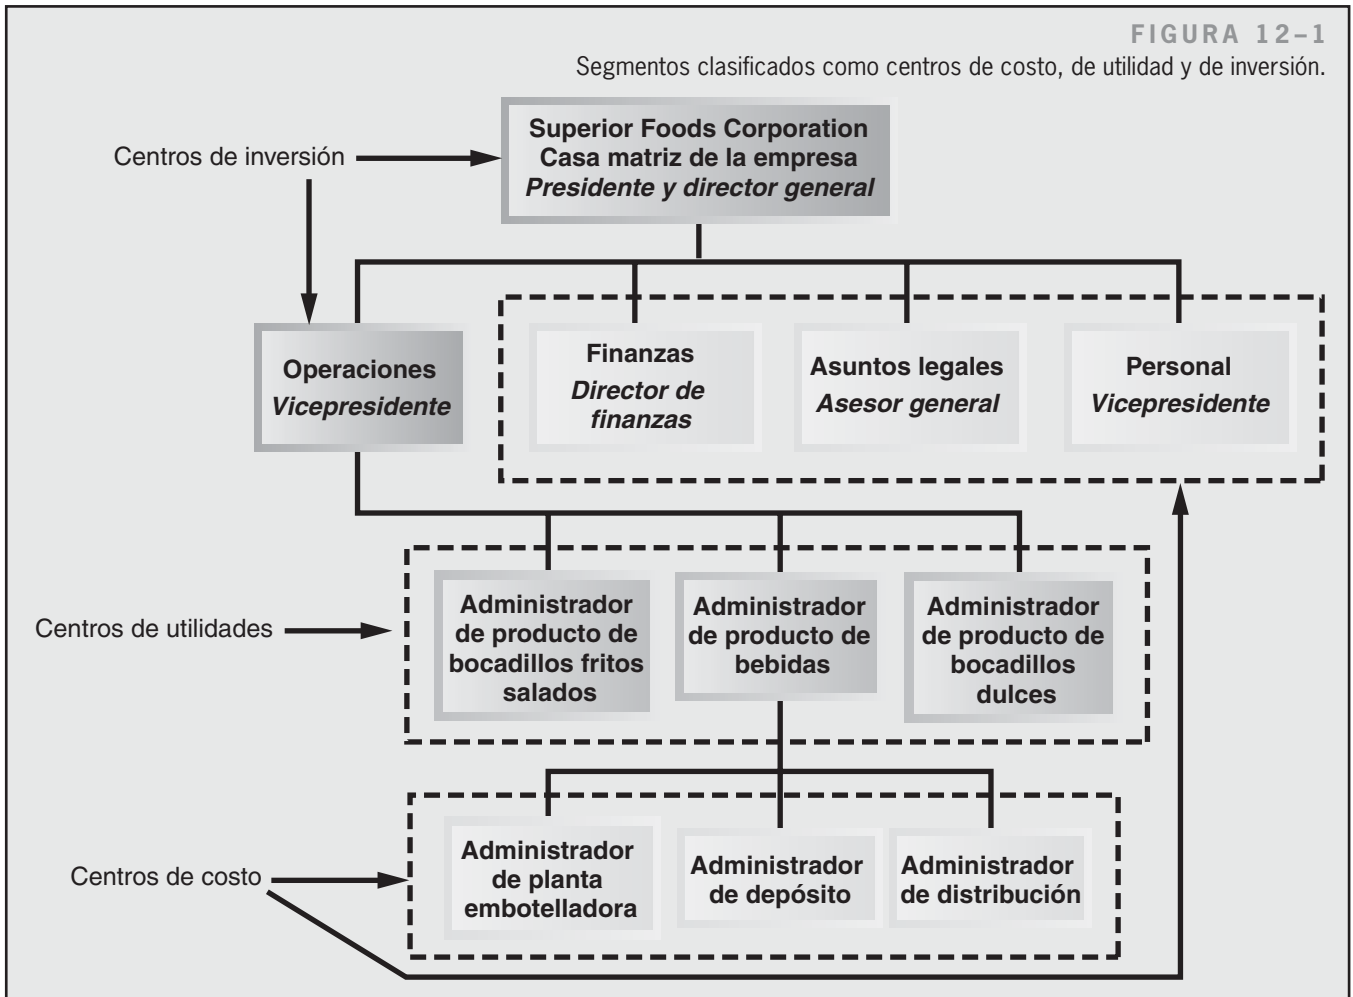 FIGURA 12–1
Segmentos clasificados como centros de costo, de utilidad y de inversión.
Centros de inversión
Superior Foods Corporation
Casa matriz de la empresa
Presidente y director general
Operaciones
Vicepresidente
Finanzas
Director de
finanzas
Asuntos legales
Asesor general
Personal
Vicepresidente
Centros de utilidades
Administrador
de producto de
bocadillos fritos
salados
Administrador
de producto de
bebidas
Administrador
de producto de
bocadillos
dulces
Centros de costo
Administrador
de planta
embotelladora
Administrador
de depósito
Administrador
de distribución